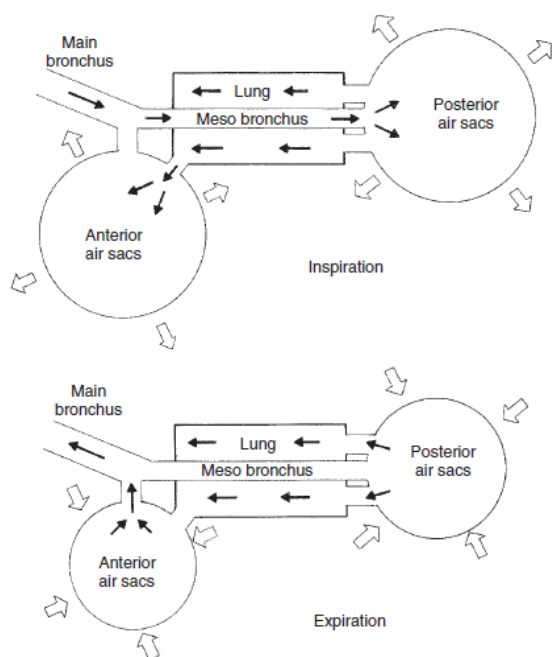 Main
bronchus
Lung
Meso bronchus
Posterior
air sacs
Anterior
air sacs
Inspiration
Main
bronchus
Lung
Meso bronchus
Posterior
air sacs
Anterior
air sacs
Expiration